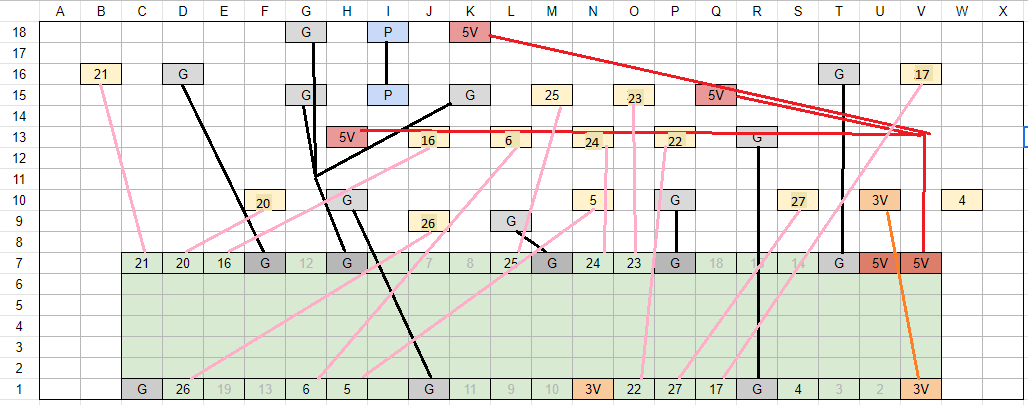 A B C D E F G H I J K L M N O P Q R S T U V W X
18 G P 5V
17
16 21 G G 17
15 G P G 25 23 5V
14
13 5V 16 6 24 22 G
12
11
10 20 G 5 G 27 3V 4
9 26 G
8
7 21 20 16 G 12 G 7 8 25 G 24 23 G 18 14 G 5V 5V
6
5
4
3
2
1 G 26 19 13 6 5 G 11 9 10 3V 22 27 17 G 4 3 2 3V